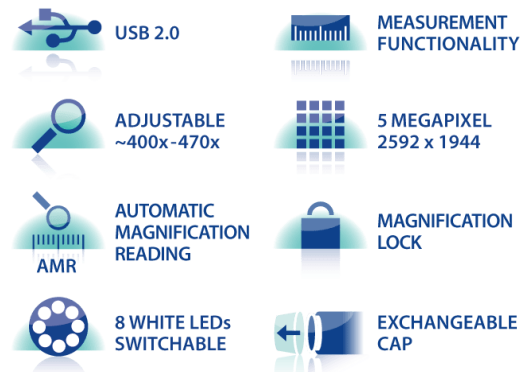 USB 2.0
MEASUREMENT
FUNCTIONALITY
ADJUSTABLE
~400x-470x
5 MEGAPIXEL
2592 x 1944
AMR
AUTOMATIC
MAGNIFICATION
READING
MAGNIFICATION
LOCK
8 WHITE LEDs
SWITCHABLE
EXCHANGEABLE
CAP